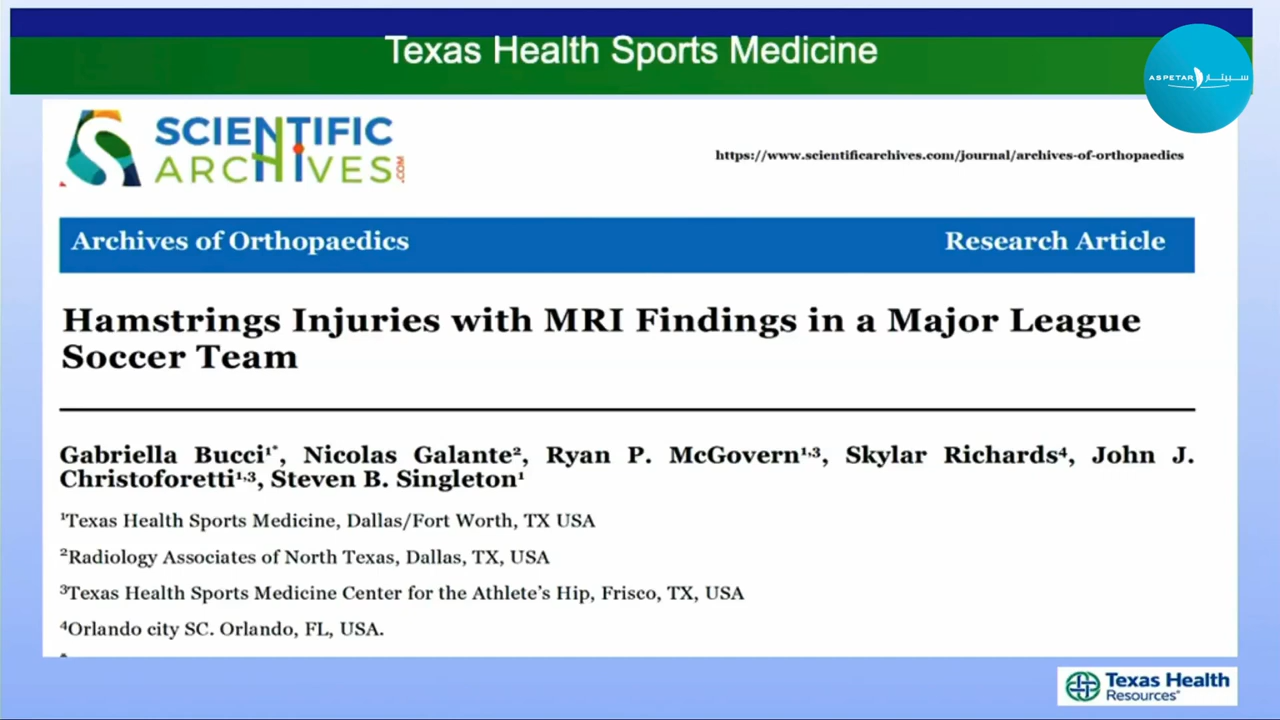 Texas Health Sports Medicine
ASPETAR سبيتار
SCIENTIFIC
ARCHIVES
.COM
https://www.scientificarchives.com/journal/archives-of-orthopaedics
Archives of Orthopaedics Research Article
Hamstrings Injuries with MRI Findings in a Major League
Soccer Team
Gabriella Bucci¹*, Nicolas Galante², Ryan P. McGovern¹,³, Skylar Richards⁴, John J.
Christoforetti¹,³, Steven B. Singleton¹
¹Texas Health Sports Medicine, Dallas/Fort Worth, TX USA
²Radiology Associates of North Texas, Dallas, TX, USA
³Texas Health Sports Medicine Center for the Athlete's Hip, Frisco, TX, USA
⁴Orlando city SC. Orlando, FL, USA.
Texas Health
Resources®